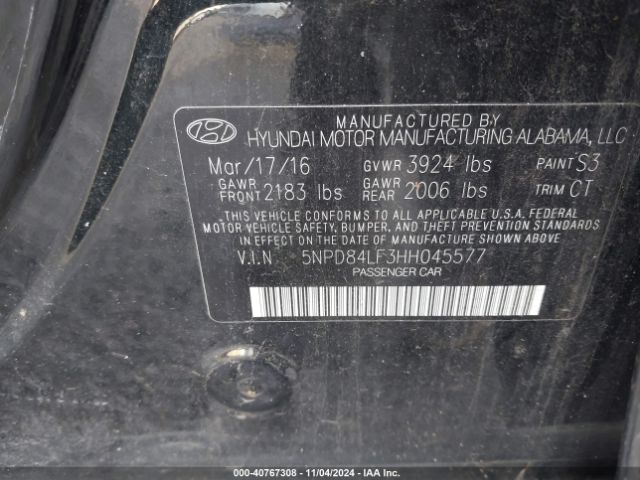 MANUFACTURED BY
HYUNDAI MOTOR MANUFACTURING ALABAMA, LLC
Mar/17/16 GVWR 3924 lbs PAINT S3
GAWR FRONT 2183 lbs GAWR REAR 2006 lbs TRIM CT
THIS VEHICLE CONFORMS TO ALL APPLICABLE U.S.A. FEDERAL
MOTOR VEHICLE SAFETY, BUMPER, AND THEFT PREVENTION STANDARDS
IN EFFECT ON THE DATE OF MANUFACTURE SHOWN ABOVE
V.I.N 5NPD84LF3HH045577
PASSENGER CAR
000-40767308 - 11/04/2024 - IAA Inc.